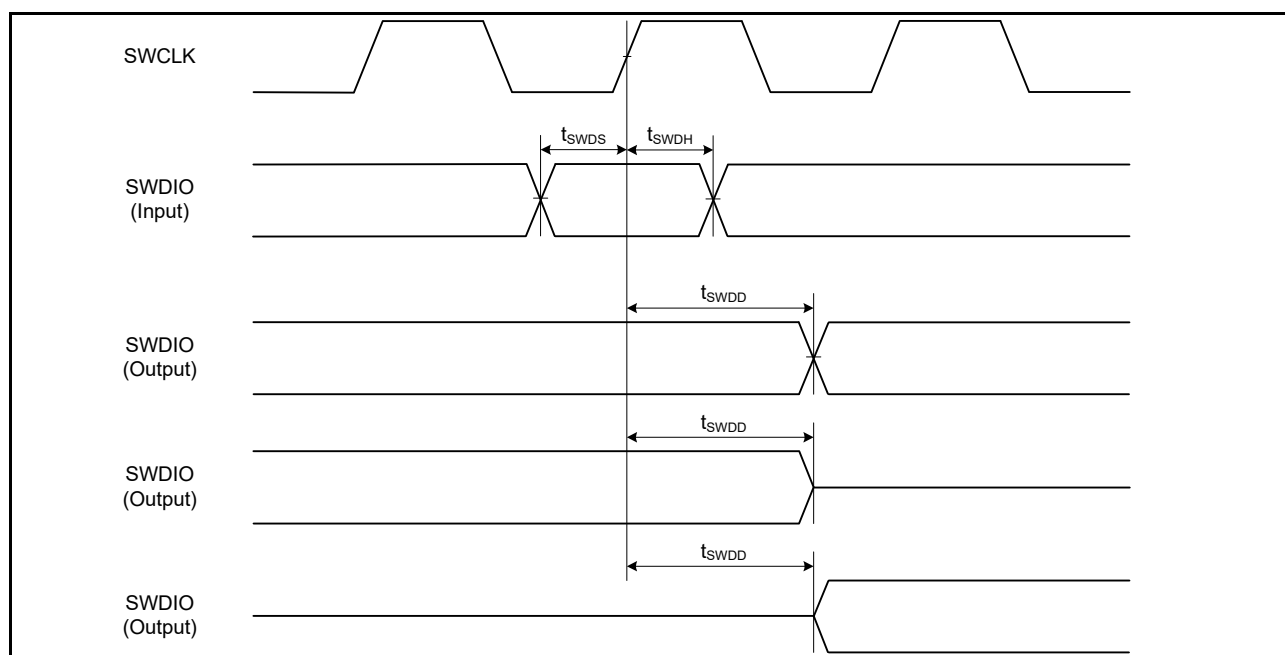 SWCLK
tSWDS
tSWDH
SWDIO
(Input)
tSWDD
SWDIO
(Output)
tSWDD
SWDIO
(Output)
tSWDD
SWDIO
(Output)